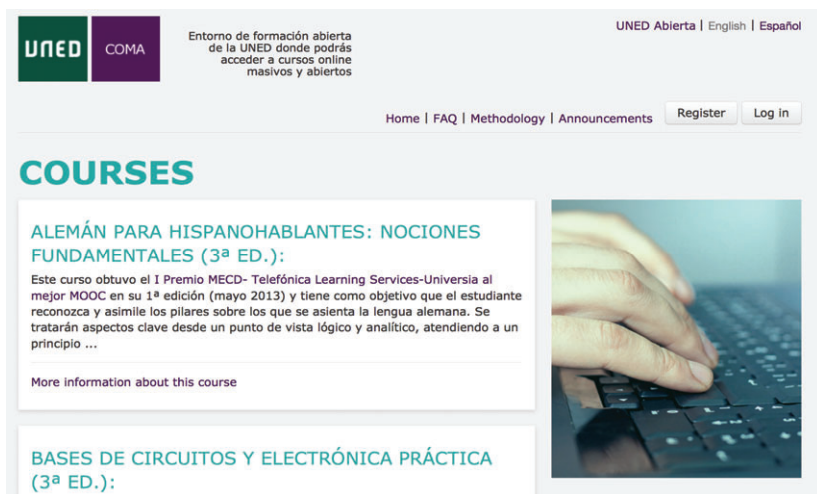 UNED
COMA
Entorno de formación abierta
de la UNED donde podrás
acceder a cursos online
masivos y abiertos
UNED Abierta | English | Español
Home | FAQ | Methodology | Announcements
Register
Log in
COURSES
ALEMÁN PARA HISPANOHABLANTES: NOCIONES
FUNDAMENTALES (3ª ED.):
Este curso obtuvo el I Premio MECD- Telefónica Learning Services-Universia al
mejor MOOC en su 1ª edición (mayo 2013) y tiene como objetivo que el estudiante
reconozca y asimile los pilares sobre los que se asienta la lengua alemana. Se
tratarán aspectos clave desde un punto de vista lógico y analítico, atendiendo a un
principio ...
More information about this course
BASES DE CIRCUITOS Y ELECTRÓNICA PRÁCTICA
(3ª ED.):